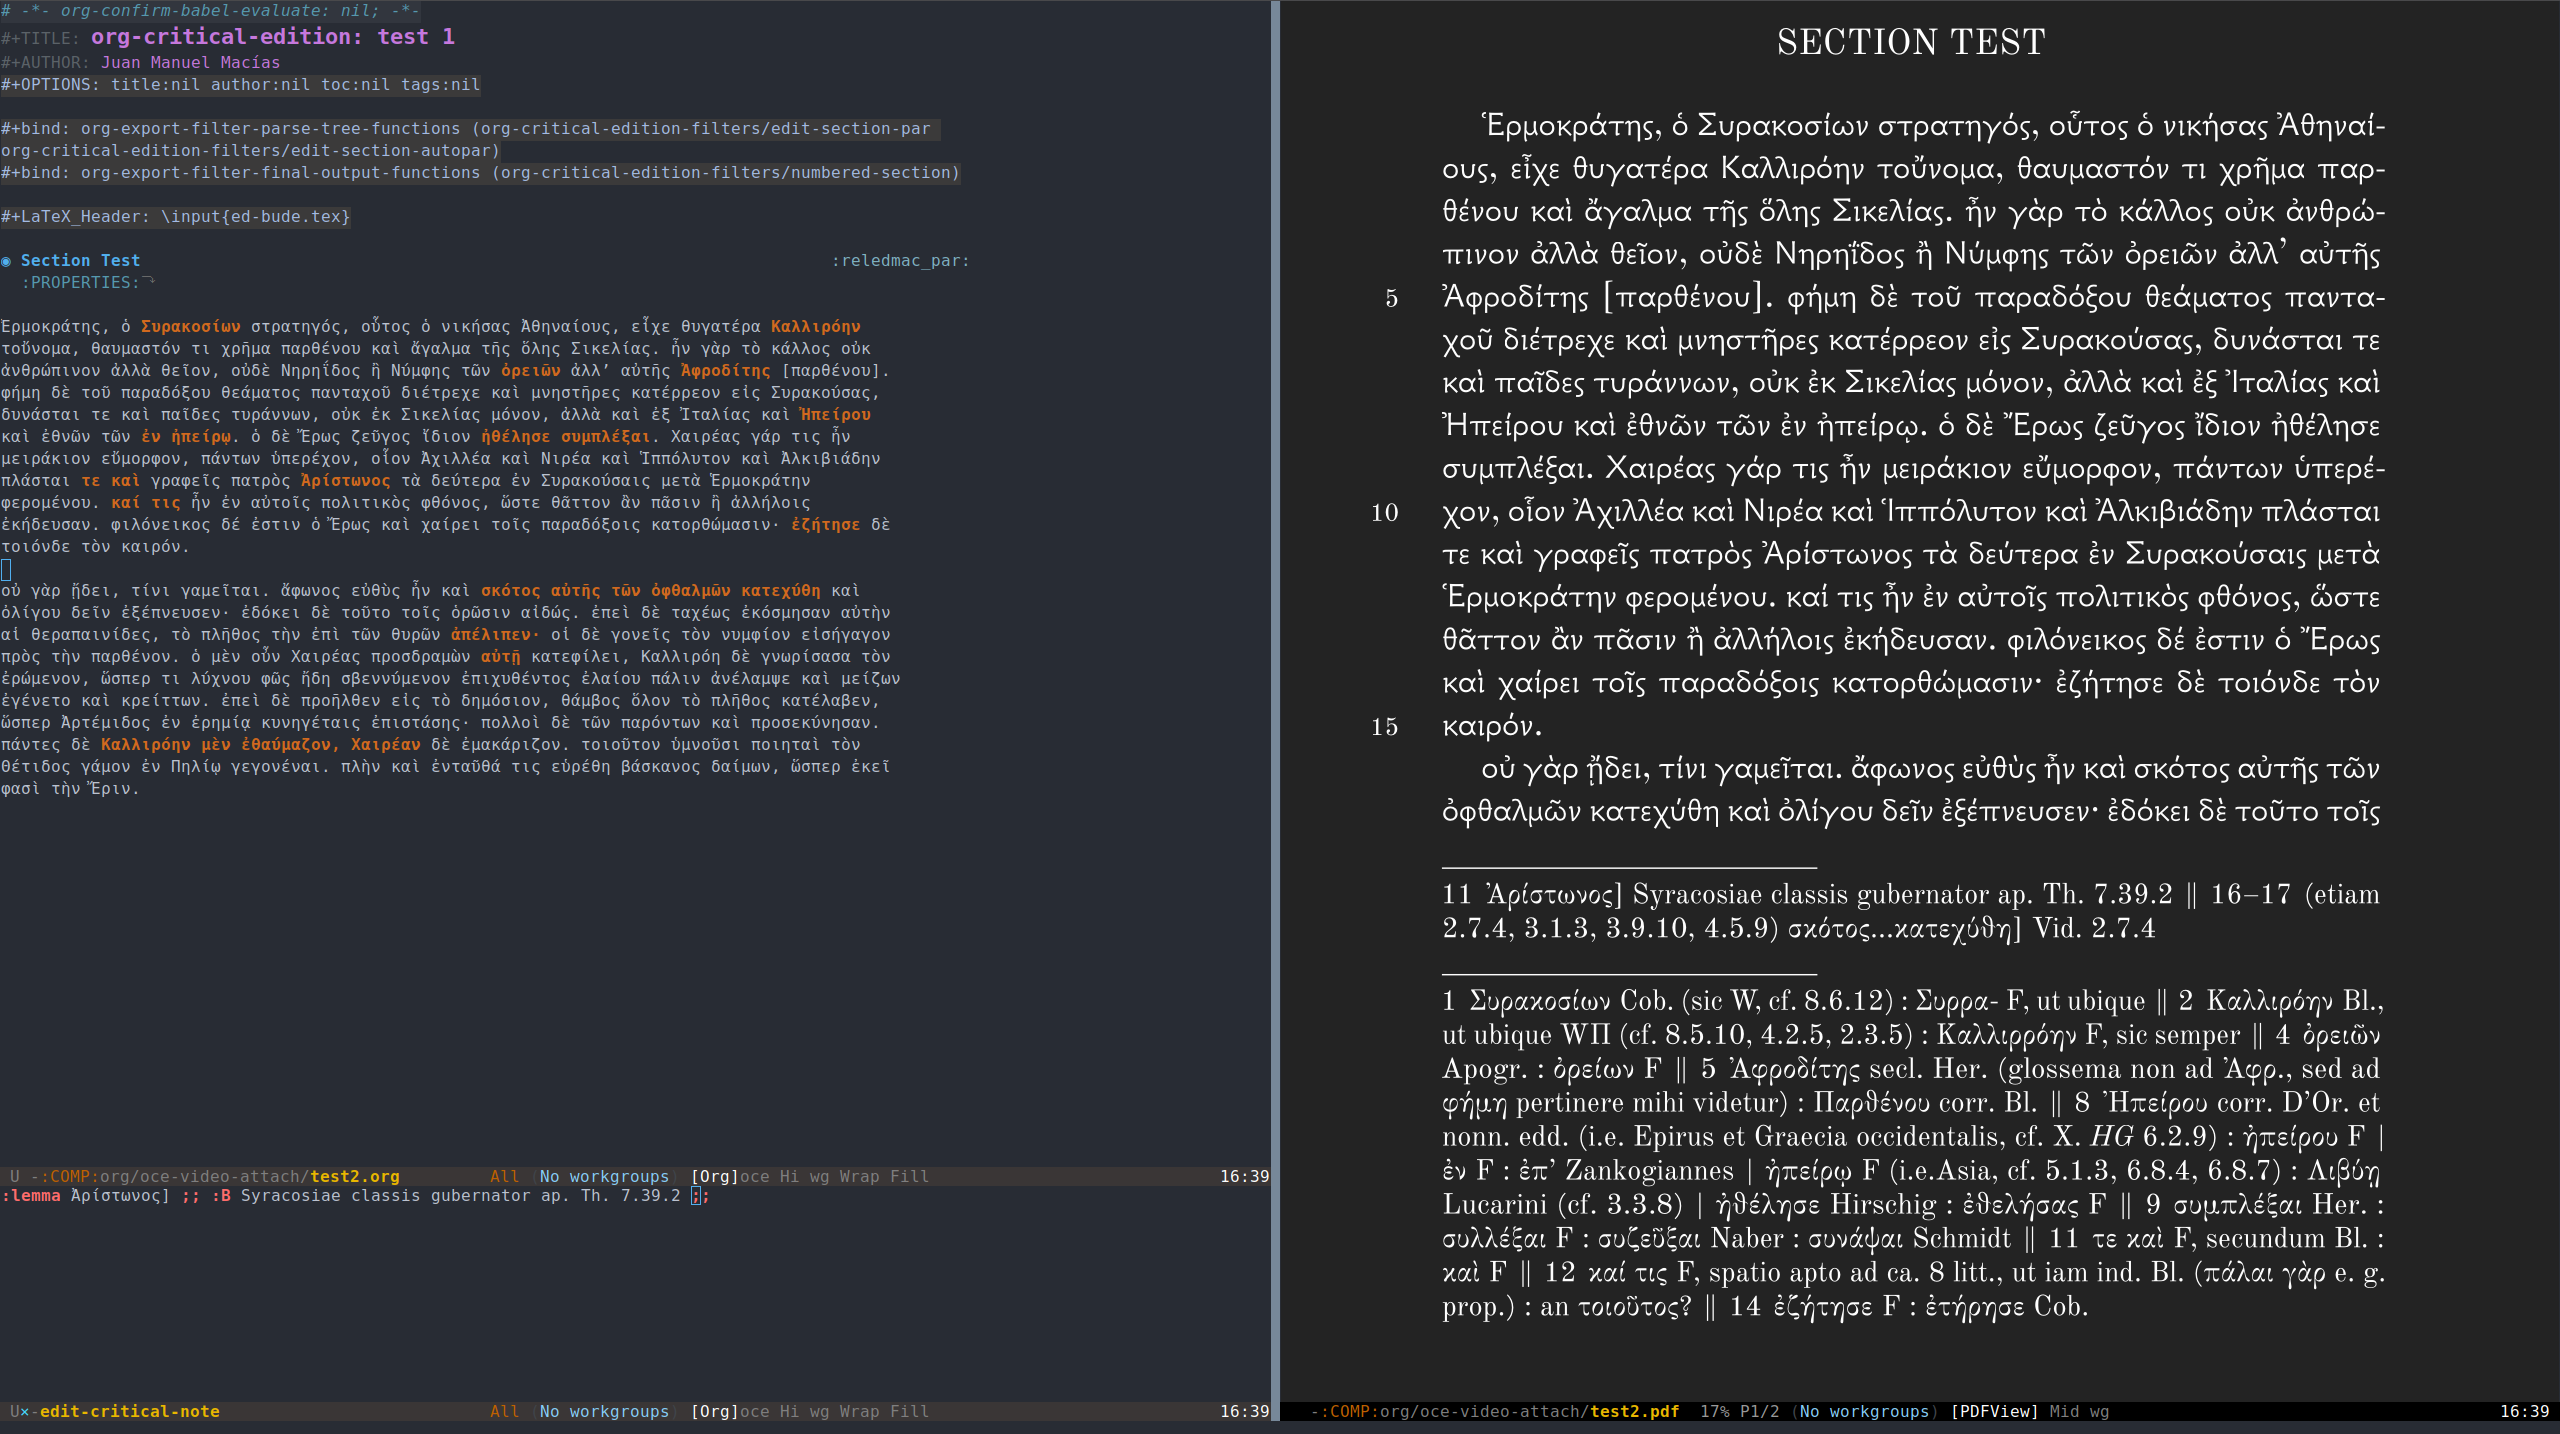 # -*- org-confirm-babel-evaluate: nil; -*-
#+TITLE: org-critical-edition: test 1
#+AUTHOR: Juan Manuel Macías
#+OPTIONS: title:nil author:nil toc:nil tags:nil
#+bind: org-export-filter-parse-tree-functions (org-critical-edition-filters/edit-section-par
org-critical-edition-filters/edit-section-autopar)
#+bind: org-export-filter-final-output-functions (org-critical-edition-filters/numbered-section)
#+LaTeX_Header: \input{ed-bude.tex}
◉ Section Test :reledmac_par:
:PROPERTIES:
Ἑρμοκράτης, ὁ Συρακοσίων στρατηγός, οὗτος ὁ νικήσας Ἀθηναίους, εἶχε θυγατέρα Καλλιρόην
τοὔνομα, θαυμαστόν τι χρῆμα παρθένου καὶ ἄγαλμα τῆς ὅλης Σικελίας. ἦν γὰρ τὸ κάλλος οὐκ
ἀνθρώπινον ἀλλὰ θεῖον, οὐδὲ Νηρηΐδος ἢ Νύμφης τῶν ὀρειῶν ἀλλ’ αὐτῆς Ἀφροδίτης [παρθένου].
φήμη δὲ τοῦ παραδόξου θεάματος πανταχοῦ διέτρεχε καὶ μνηστῆρες κατέρρεον εἰς Συρακούσας,
δυνάσται τε καὶ παῖδες τυράννων, οὐκ ἐκ Σικελίας μόνον, ἀλλὰ καὶ ἐξ Ἰταλίας καὶ Ἠπείρου
καὶ ἐθνῶν τῶν ἐν ἠπείρῳ. ὁ δὲ Ἔρως ζεῦγος ἴδιον ἠθέλησε συμπλέξαι. Χαιρέας γάρ τις ἦν
μειράκιον εὔμορφον, πάντων ὑπερέχον, οἷον Ἀχιλλέα καὶ Νιρέα καὶ Ἱππόλυτον καὶ Ἀλκιβιάδην
πλάσται τε καὶ γραφεῖς πατρὸς Ἀρίστωνος τὰ δεύτερα ἐν Συρακούσαις μετὰ Ἑρμοκράτην
φερομένου. καί τις ἦν ἐν αὐτοῖς πολιτικὸς φθόνος, ὥστε θᾶττον ἂν πᾶσιν ἢ ἀλλήλοις
ἐκήδευσαν. φιλόνεικος δέ ἐστιν ὁ Ἔρως καὶ χαίρει τοῖς παραδόξοις κατορθώμασιν· ἐζήτησε δὲ
τοιόνδε τὸν καιρόν.
οὐ γὰρ ᾔδει, τίνι γαμεῖται. ἄφωνος εὐθὺς ἦν καὶ σκότος αὐτῆς τῶν ὀφθαλμῶν κατεχύθη καὶ
ὀλίγου δεῖν ἐξέπνευσεν· ἐδόκει δὲ τοῦτο τοῖς ὁρῶσιν αἰδώς. ἐπεὶ δὲ ταχέως ἐκόσμησαν αὐτὴν
αἱ θεραπαινίδες, τὸ πλῆθος τὴν ἐπὶ τῶν θυρῶν ἀπέλιπεν· οἱ δὲ γονεῖς τὸν νυμφίον εἰσήγαγον
πρὸς τὴν παρθένον. ὁ μὲν οὖν Χαιρέας προσδραμὼν αὐτῇ κατεφίλει, Καλλιρόη δὲ γνωρίσασα τὸν
ἐρώμενον, ὥσπερ τι λύχνου φῶς ἤδη σβεννύμενον ἐπιχυθέντος ἐλαίου πάλιν ἀνέλαμψε καὶ μείζων
ἐγένετο καὶ κρείττων. ἐπεὶ δὲ προῆλθεν εἰς τὸ δημόσιον, θάμβος ὅλον τὸ πλῆθος κατέλαβεν,
ὥσπερ Ἀρτέμιδος ἐν ἐρημίᾳ κυνηγέταις ἐπιστάσης· πολλοὶ δὲ τῶν παρόντων καὶ προσεκύνησαν.
πάντες δὲ Καλλιρόην μὲν ἐθαύμαζον, Χαιρέαν δὲ ἐμακάριζον. τοιοῦτον ὑμνοῦσι ποιηταὶ τὸν
θέτιδος γάμον ἐν Πηλίῳ γεγονέναι. πλὴν καὶ ἐνταῦθά τις εὑρέθη βάσκανος δαίμων, ὥσπερ ἐκεῖ
φασὶ τὴν Ἔριν.
U -:COMP:org/oce-video-attach/test2.org All (No workgroups) [Org]oce Hi wg Wrap Fill 16:39
:lemma Ἀρίστωνος] ;; :B Syracosiae classis gubernator ap. Th. 7.39.2 ;;
U×-edit-critical-note All (No workgroups) [Org]oce Hi wg Wrap Fill 16:39
SECTION TEST
Ἑρμοκράτης, ὁ Συρακοσίων στρατηγός, οὗτος ὁ νικήσας Ἀθηναί-
ους, εἶχε θυγατέρα Καλλιρόην τοὔνομα, θαυμαστόν τι χρῆμα παρ-
θένου καὶ ἄγαλμα τῆς ὅλης Σικελίας. ἦν γὰρ τὸ κάλλος οὐκ ἀνθρώ-
πινον ἀλλὰ θεῖον, οὐδὲ Νηρηΐδος ἢ Νύμφης τῶν ὀρειῶν ἀλλ’ αὐτῆς
5 Ἀφροδίτης [παρθένου]. φήμη δὲ τοῦ παραδόξου θεάματος παντα-
χοῦ διέτρεχε καὶ μνηστῆρες κατέρρεον εἰς Συρακούσας, δυνάσται τε
καὶ παῖδες τυράννων, οὐκ ἐκ Σικελίας μόνον, ἀλλὰ καὶ ἐξ Ἰταλίας καὶ
Ἠπείρου καὶ ἐθνῶν τῶν ἐν ἠπείρῳ. ὁ δὲ Ἔρως ζεῦγος ἴδιον ἠθέλησε
συμπλέξαι. Χαιρέας γάρ τις ἦν μειράκιον εὔμορφον, πάντων ὑπερέ-
10 χον, οἷον Ἀχιλλέα καὶ Νιρέα καὶ Ἱππόλυτον καὶ Ἀλκιβιάδην πλάσται
τε καὶ γραφεῖς πατρὸς Ἀρίστωνος τὰ δεύτερα ἐν Συρακούσαις μετὰ
Ἑρμοκράτην φερομένου. καί τις ἦν ἐν αὐτοῖς πολιτικὸς φθόνος, ὥστε
θᾶττον ἂν πᾶσιν ἢ ἀλλήλοις ἐκήδευσαν. φιλόνεικος δέ ἐστιν ὁ Ἔρως
καὶ χαίρει τοῖς παραδόξοις κατορθώμασιν· ἐζήτησε δὲ τοιόνδε τὸν
15 καιρόν.
οὐ γὰρ ᾔδει, τίνι γαμεῖται. ἄφωνος εὐθὺς ἦν καὶ σκότος αὐτῆς τῶν
ὀφθαλμῶν κατεχύθη καὶ ὀλίγου δεῖν ἐξέπνευσεν· ἐδόκει δὲ τοῦτο τοῖς
11 Ἀρίστωνος] Syracosiae classis gubernator ap. Th. 7.39.2 ‖ 16–17 (etiam
2.7.4, 3.1.3, 3.9.10, 4.5.9) σκότος...κατεχύθη] Vid. 2.7.4
1 Συρακοσίων Cob. (sic W, cf. 8.6.12) : Συρρα- F, ut ubique ‖ 2 Καλλιρόην Bl.,
ut ubique WΠ (cf. 8.5.10, 4.2.5, 2.3.5) : Καλλιρρόην F, sic semper ‖ 4 ὀρειῶν
Apogr. : ὀρείων F ‖ 5 Ἀφροδίτης secl. Her. (glossema non ad Ἀφρ., sed ad
φήμη pertinere mihi videtur) : Παρθένου corr. Bl. ‖ 8 Ἠπείρου corr. D’Or. et
nonn. edd. (i.e. Epirus et Graecia occidentalis, cf. X. HG 6.2.9) : ἠπείρου F |
ἐν F : ἐπ’ Zankogiannes | ἠπείρῳ F (i.e.Asia, cf. 5.1.3, 6.8.4, 6.8.7) : Λιβύῃ
Lucarini (cf. 3.3.8) | ἠθέλησε Hirschig : ἐθελήσας F ‖ 9 συμπλέξαι Her. :
συλλέξαι F : συζεῦξαι Naber : συνάψαι Schmidt ‖ 11 τε καὶ F, secundum Bl. :
καὶ F ‖ 12 καί τις F, spatio apto ad ca. 8 litt., ut iam ind. Bl. (πάλαι γὰρ e. g.
prop.) : an τοιοῦτος? ‖ 14 ἐζήτησε F : ἐτήρησε Cob.
-:COMP:org/oce-video-attach/test2.pdf 17% P1/2 (No workgroups) [PDFView] Mid wg 16:39